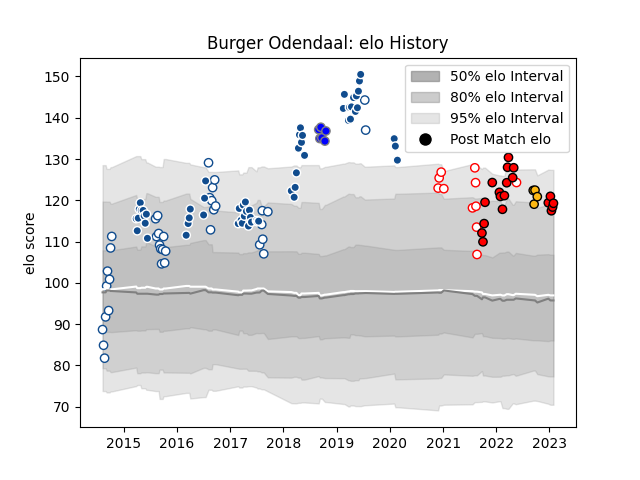 Burger Odendaal: elo History
elo score
150
140
130
120
110
100
90
80
70
50% elo Interval
80% elo Interval
95% elo Interval
Post Match elo
2015 2016 2017 2018 2019 2020 2021 2022 2023